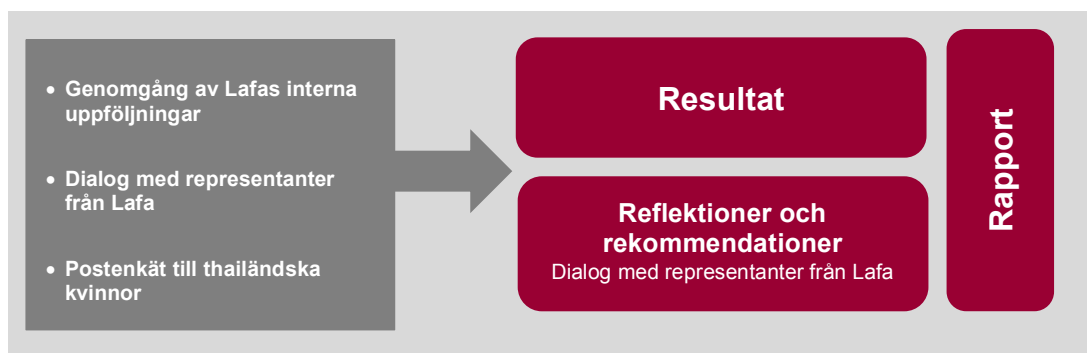 • Genomgång av Lafas interna
uppföljningar
• Dialog med representanter
från Lafa
• Postenkät till thailändska
kvinnor
Resultat
Reflektioner och
rekommendationer
Dialog med representanter från Lafa
Rapport